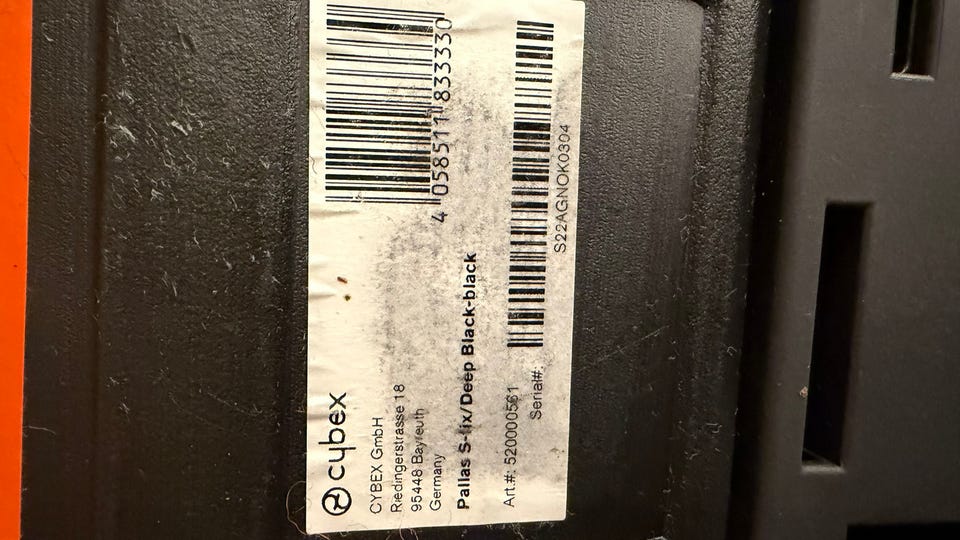 cybex
CYBEX GmbH
Riedingerstrasse 18
95448 Bayreuth
Germany
Pallas S-fix/Deep Black-black
Art.#: 520000561
Serial#:
4 058511 833330
S22AGNOK0304